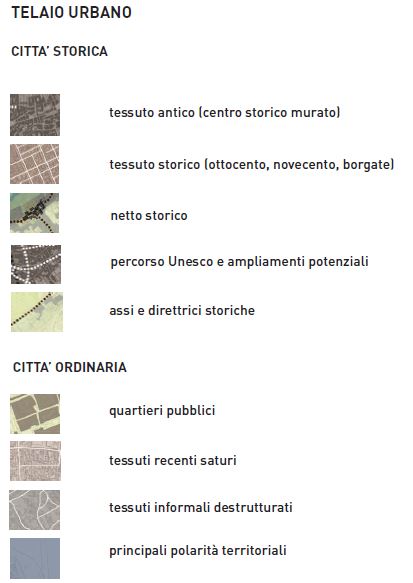 TELAIO URBANO
CITTA' STORICA
tessuto antico (centro storico murato)
tessuto storico (ottocento, novecento, borgate)
netto storico
percorso Unesco e ampliamenti potenziali
assi e direttrici storiche
CITTA' ORDINARIA
quartieri pubblici
tessuti recenti saturi
tessuti informali destrutturati
principali polarità territoriali